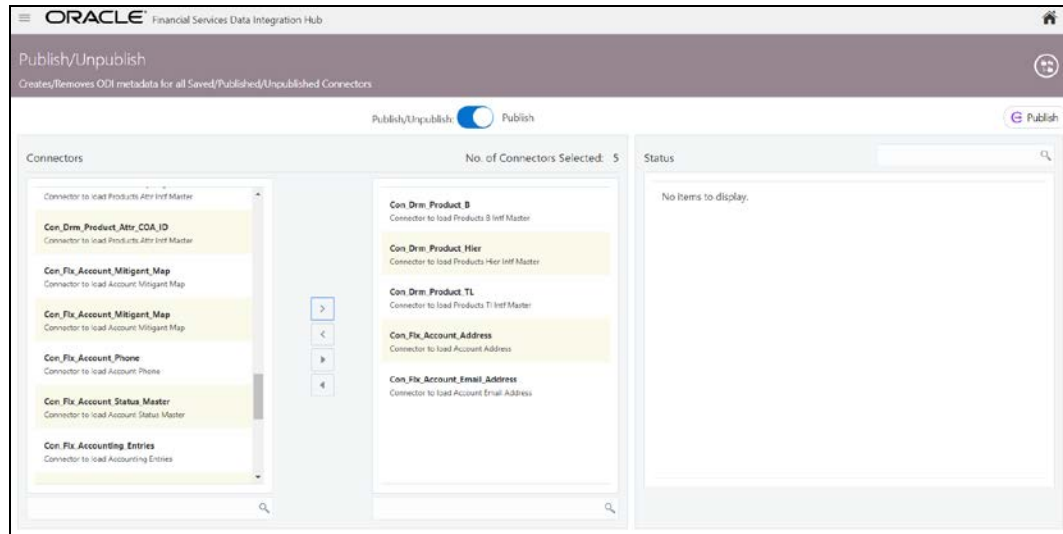 ORACLE® Financial Services Data Integration Hub
Publish/Unpublish
Creates/Removes ODI metadata for all Saved/Published/Unpublished Connectors
Publish/Unpublish: Publish
Publish
Connectors
No. of Connectors Selected: 5
Status
Connector to load Products Attr Intf Master
Con_Drm_Product_Attr_COA_ID
Connector to load Products Attr Intf Master
Con_Flx_Account_Mitigant_Map
Connector to load Account Mitigant Map
Con_Flx_Account_Mitigant_Map
Connector to load Account Mitigant Map
Con_Flx_Account_Phone
Connector to load Account Phone
Con_Flx_Account_Status_Master
Connector to load Account Status Master
Con_Flx_Accounting_Entries
Connector to load Accounting Entries
Con_Drm_Product_B
Connector to load Products B Intf Master
Con_Drm_Product_Hier
Connector to load Products Hier Intf Master
Con_Drm_Product_TL
Connector to load Products Tl Intf Master
Con_Flx_Account_Address
Connector to load Account Address
Con_Flx_Account_Email_Address
Connector to load Account Email Address
No items to display.